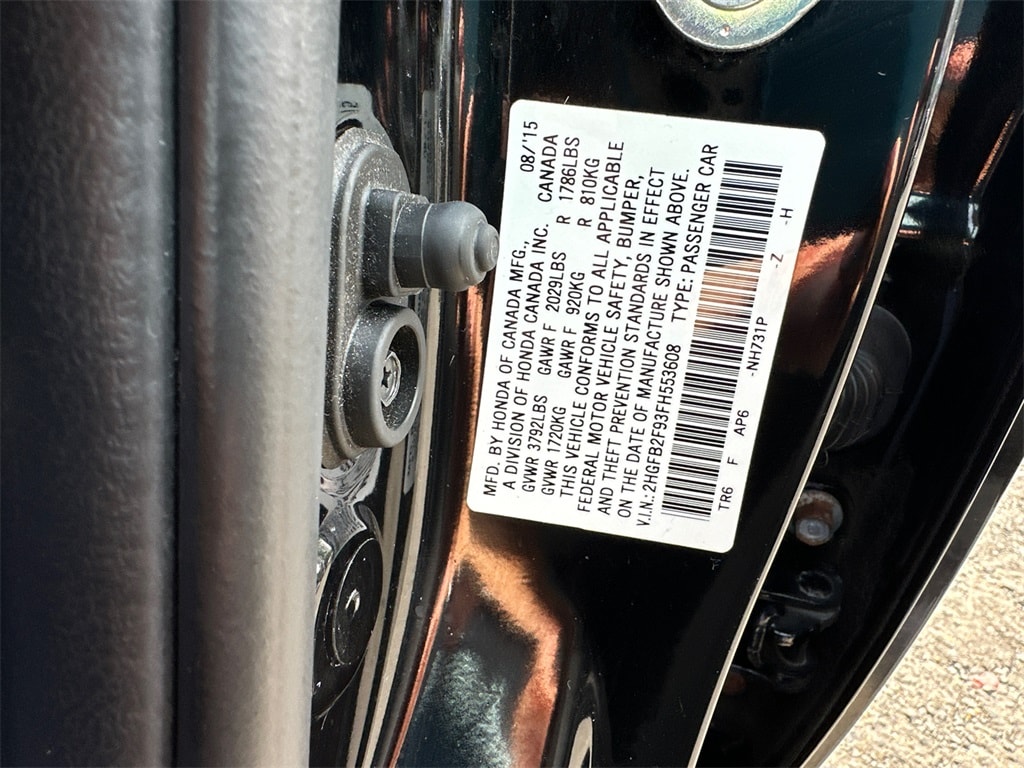 MFD. BY HONDA OF CANADA MFG., 08/'15
A DIVISION OF HONDA CANADA INC. CANADA
GVWR 3792LBS GAWR F 2029LBS R 1786LBS
GVWR 1720KG GAWR F 920KG R 810KG
THIS VEHICLE CONFORMS TO ALL APPLICABLE
FEDERAL MOTOR VEHICLE SAFETY, BUMPER,
AND THEFT PREVENTION STANDARDS IN EFFECT
ON THE DATE OF MANUFACTURE SHOWN ABOVE.
V.I.N.:2HGFB2F93FH553608 TYPE:PASSENGER CAR
TR6 F AP6 -NH731P -Z -H